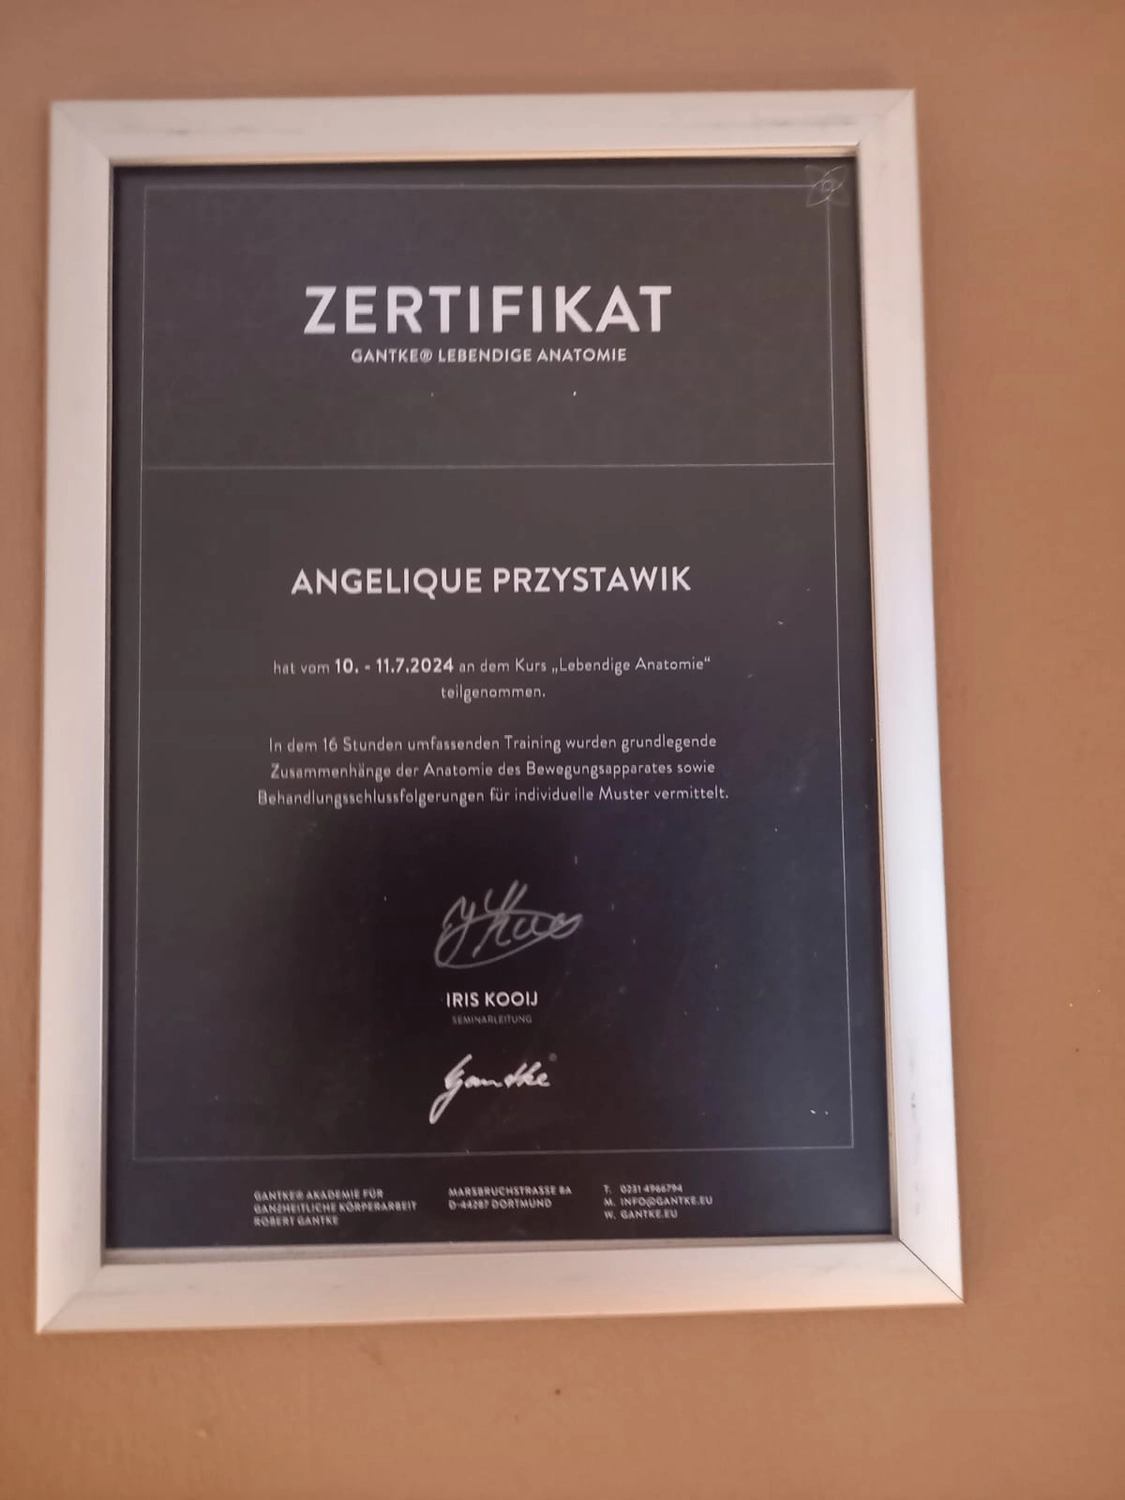 ZERTIFIKAT
GANTKE® LEBENDIGE ANATOMIE
ANGELIQUE PRZYSTAWIK
hat vom 10. - 11.7.2024 an dem Kurs „Lebendige Anatomie“
teilgenommen.
In dem 16 Stunden umfassenden Training wurden grundlegende
Zusammenhänge der Anatomie des Bewegungsapparates sowie
Behandlungsschlussfolgerungen für individuelle Muster vermittelt.
IRIS KOOIJ
SEMINARLEITUNG
Gantke®
GANTKE® AKADEMIE FÜR
GANZHEITLICHE KÖRPERARBEIT
ROBERT GANTKE
MARSBRUCHSTRASSE 8A
D-44287 DORTMUND
T. 0231 4966794
M. INFO@GANTKE.EU
W. GANTKE.EU